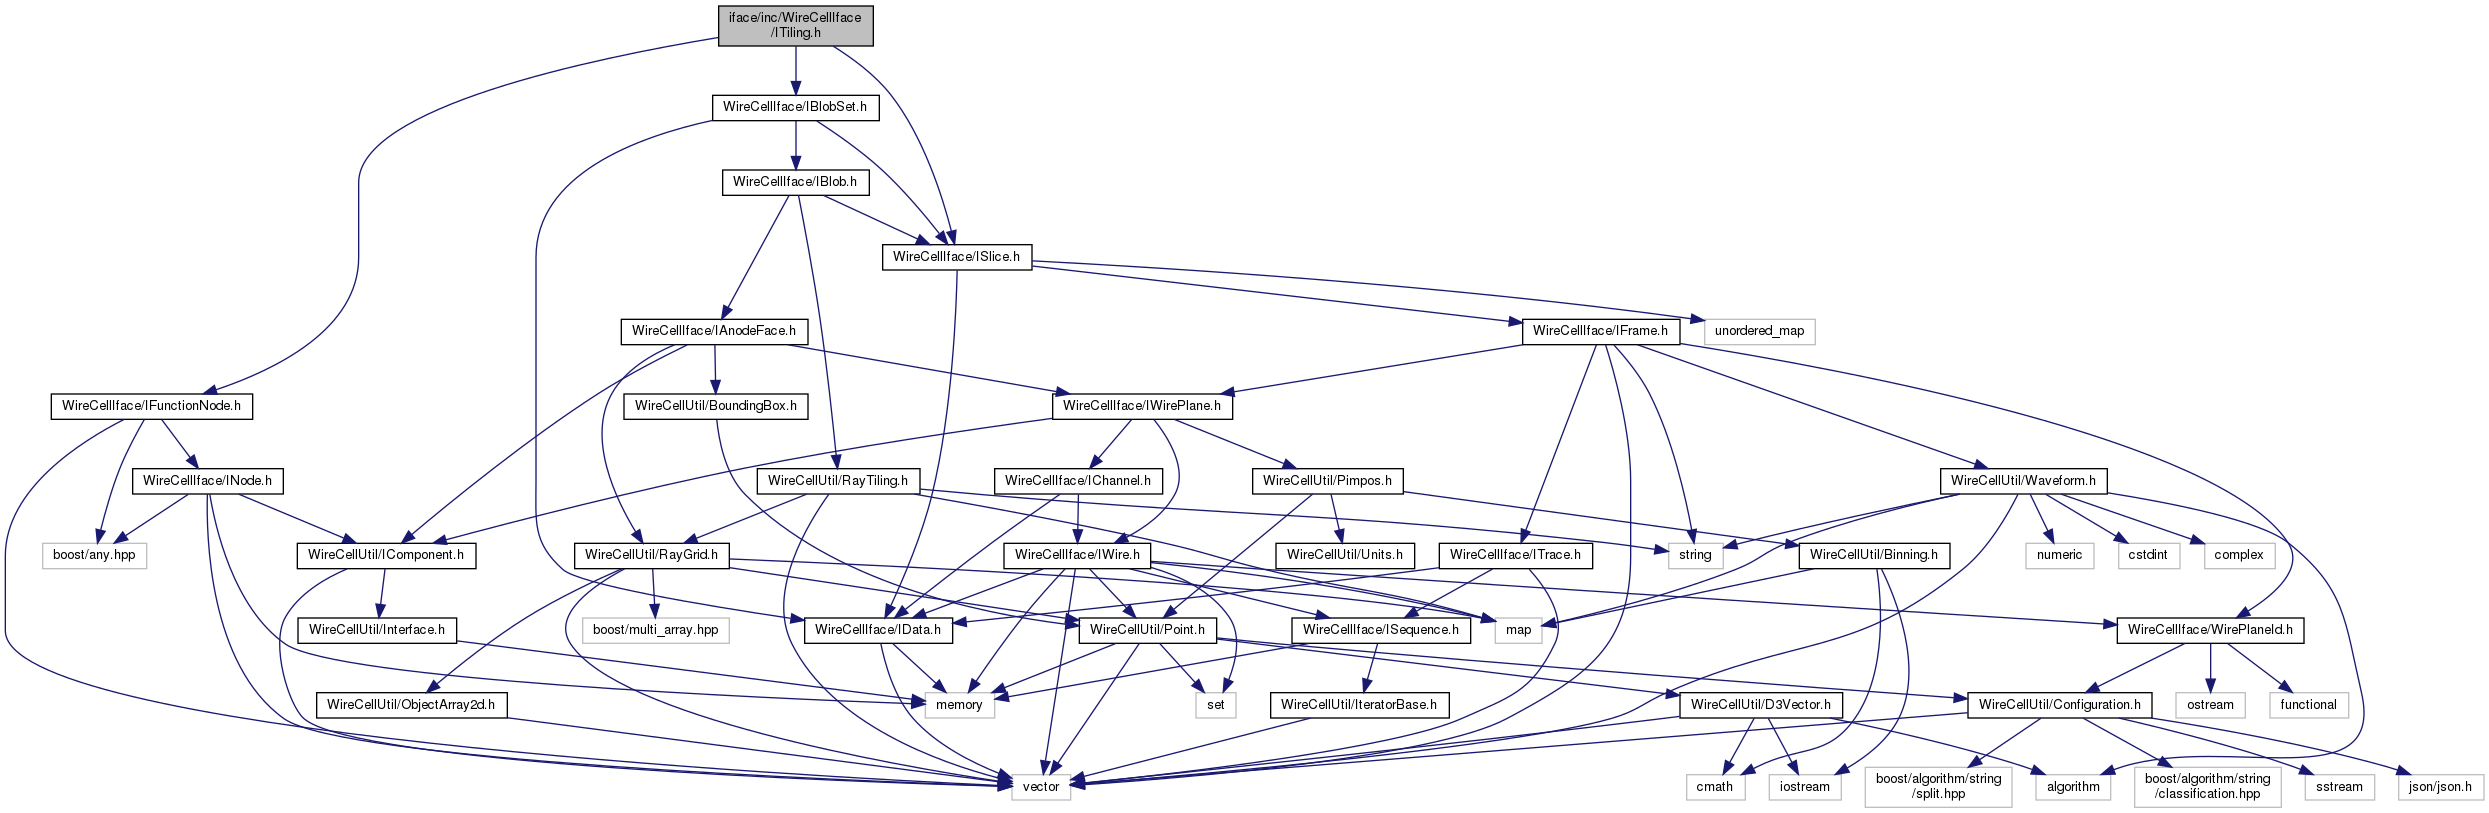 iface/inc/WireCellIface
/ITiling.h
WireCellIface/IBlobSet.h
WireCellIface/IBlob.h
WireCellIface/ISlice.h
WireCellIface/IAnodeFace.h
WireCellIface/IFrame.h
unordered_map
WireCellIface/IFunctionNode.h
WireCellUtil/BoundingBox.h
WireCellIface/IWirePlane.h
WireCellIface/INode.h
WireCellUtil/RayTiling.h
WireCellIface/IChannel.h
WireCellUtil/Pimpos.h
WireCellUtil/Waveform.h
boost/any.hpp
WireCellUtil/IComponent.h
WireCellUtil/RayGrid.h
WireCellIface/IWire.h
WireCellUtil/Units.h
WireCellIface/ITrace.h
string
WireCellUtil/Binning.h
numeric
cstdint
complex
WireCellUtil/Interface.h
boost/multi_array.hpp
WireCellIface/IData.h
WireCellUtil/Point.h
WireCellIface/ISequence.h
map
WireCellIface/WirePlaneId.h
WireCellUtil/ObjectArray2d.h
memory
set
WireCellUtil/IteratorBase.h
WireCellUtil/D3Vector.h
WireCellUtil/Configuration.h
ostream
functional
vector
cmath
iostream
boost/algorithm/string
/split.hpp
algorithm
boost/algorithm/string
/classification.hpp
sstream
json/json.h